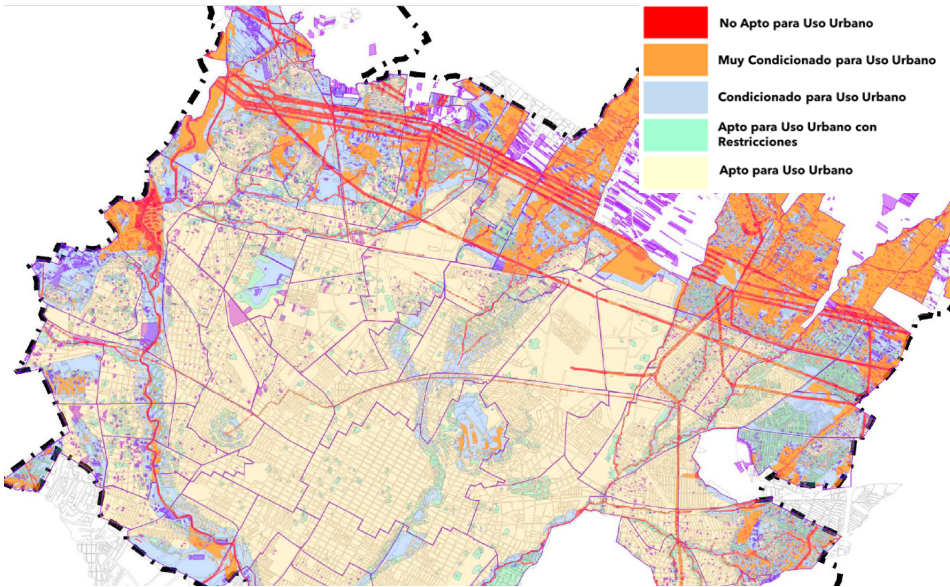 No Apto para Uso Urbano
Muy Condicionado para Uso Urbano
Condicionado para Uso Urbano
Apto para Uso Urbano con
Restricciones
Apto para Uso Urbano